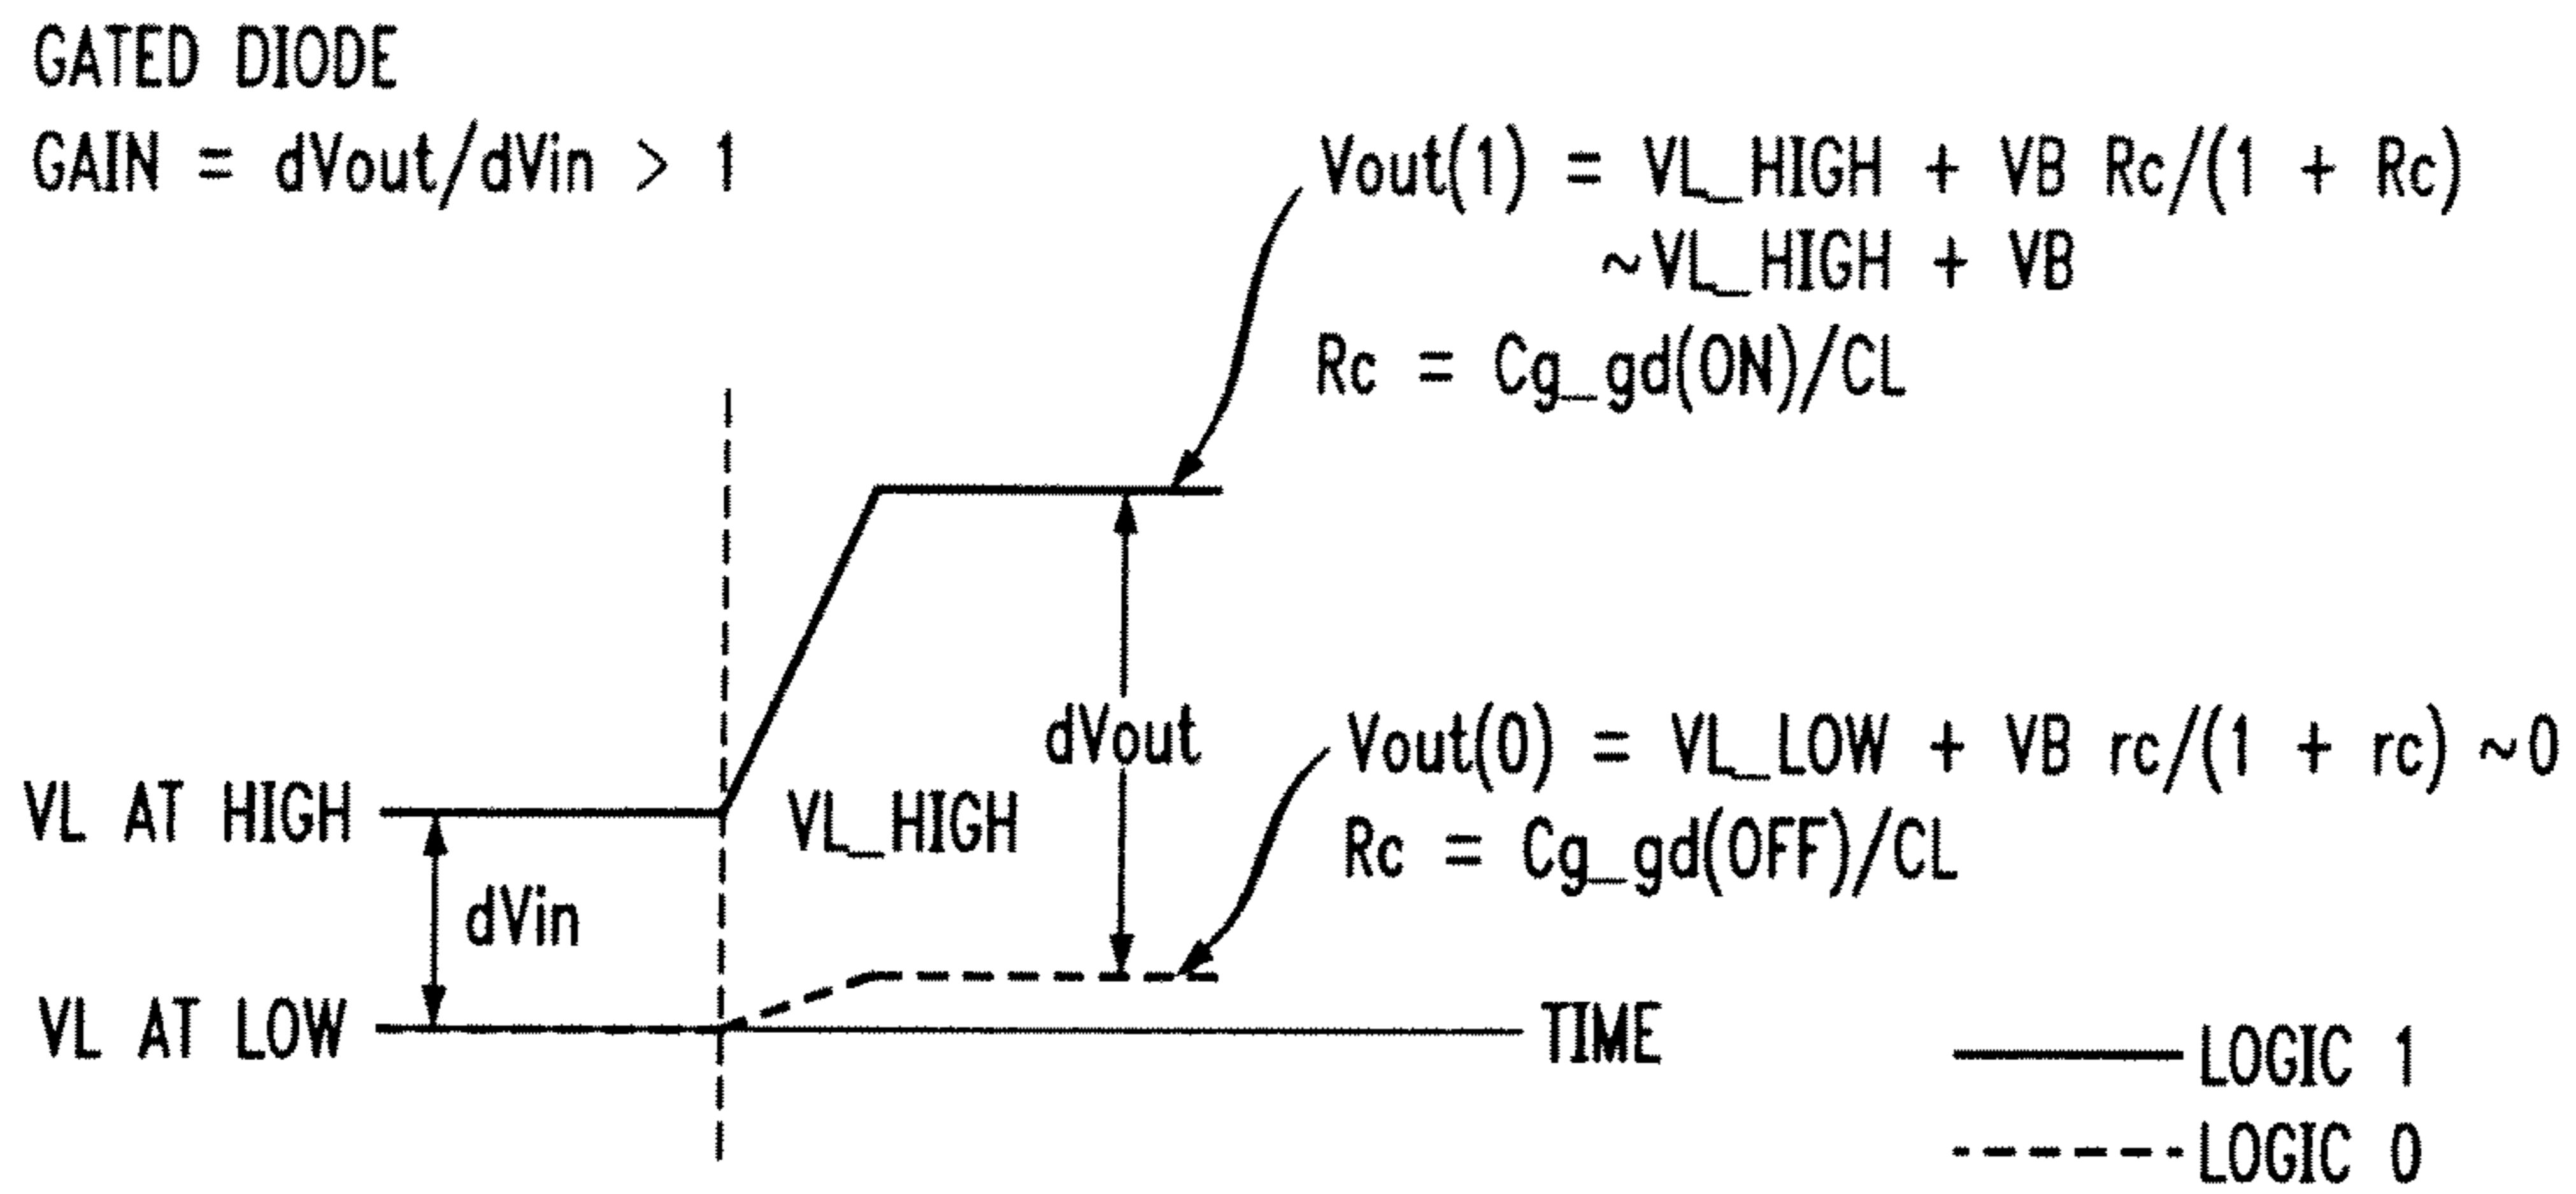 GATED DIODE
GAIN = dVout/dVin > 1
Vout(1) = VL_HIGH + VB Rc/(1 + Rc)
~VL_HIGH + VB
Rc = Cg_gd(ON)/CL
dVout
Vout(0) = VL_LOW + VB rc/(1 + rc) ~0
Rc = Cg_gd(OFF)/CL
VL AT HIGH
VL_HIGH
dVin
VL AT LOW
TIME
LOGIC 1
LOGIC 0